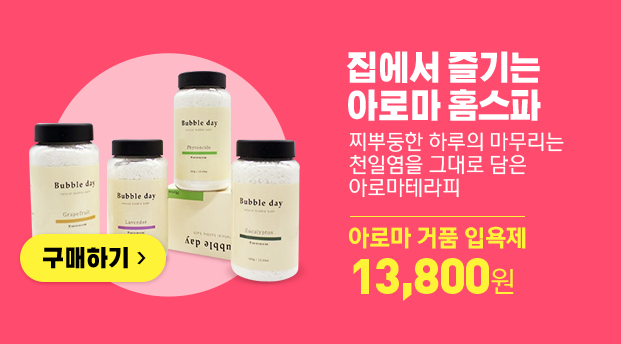 집에서 즐기는
아로마 홈스파
찌뿌둥한 하루의 마무리는
천일염을 그대로 담은
아로마테라피
아로마 거품 입욕제
13,800원
구매하기 >
Bubble day
Grapefruit
Bubble day
Lavender
Bubble day
Phytoncide
Bubble day
Eucalyptus
Bubble day